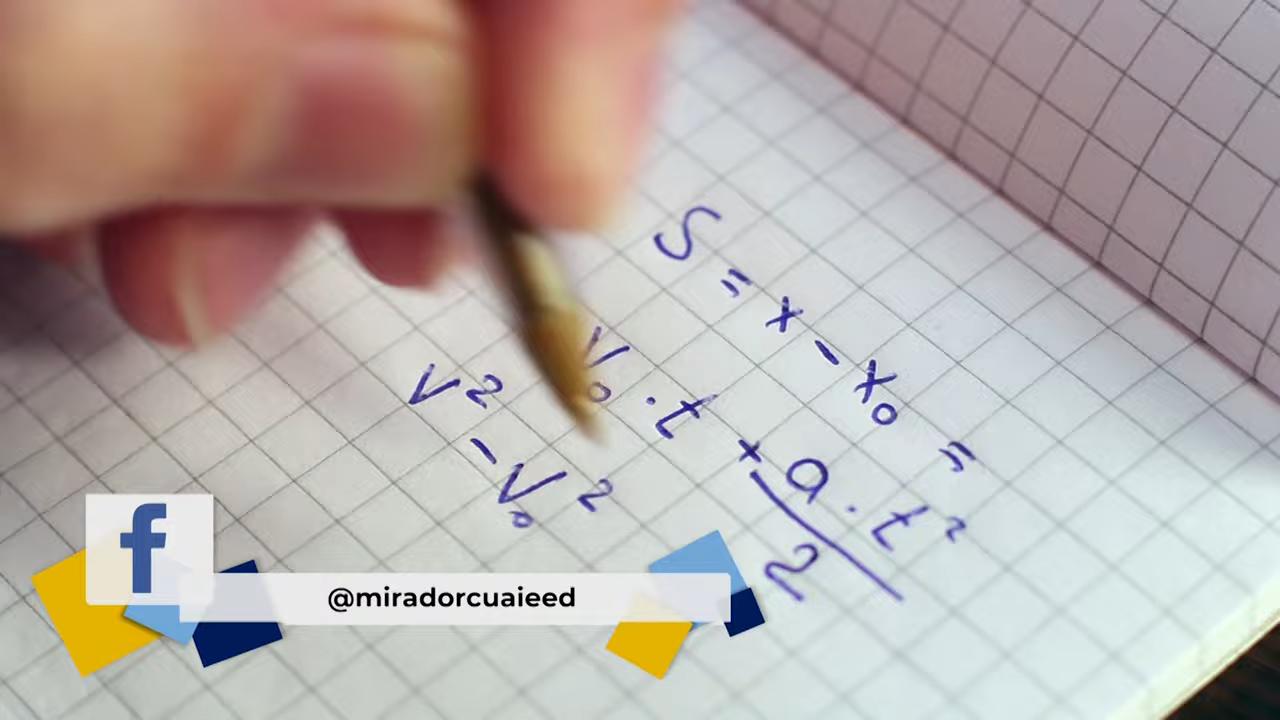 S = x - x₀ =
V₀ · t + a · t²
2
V² - V₀²
f
@miradorcuaieed